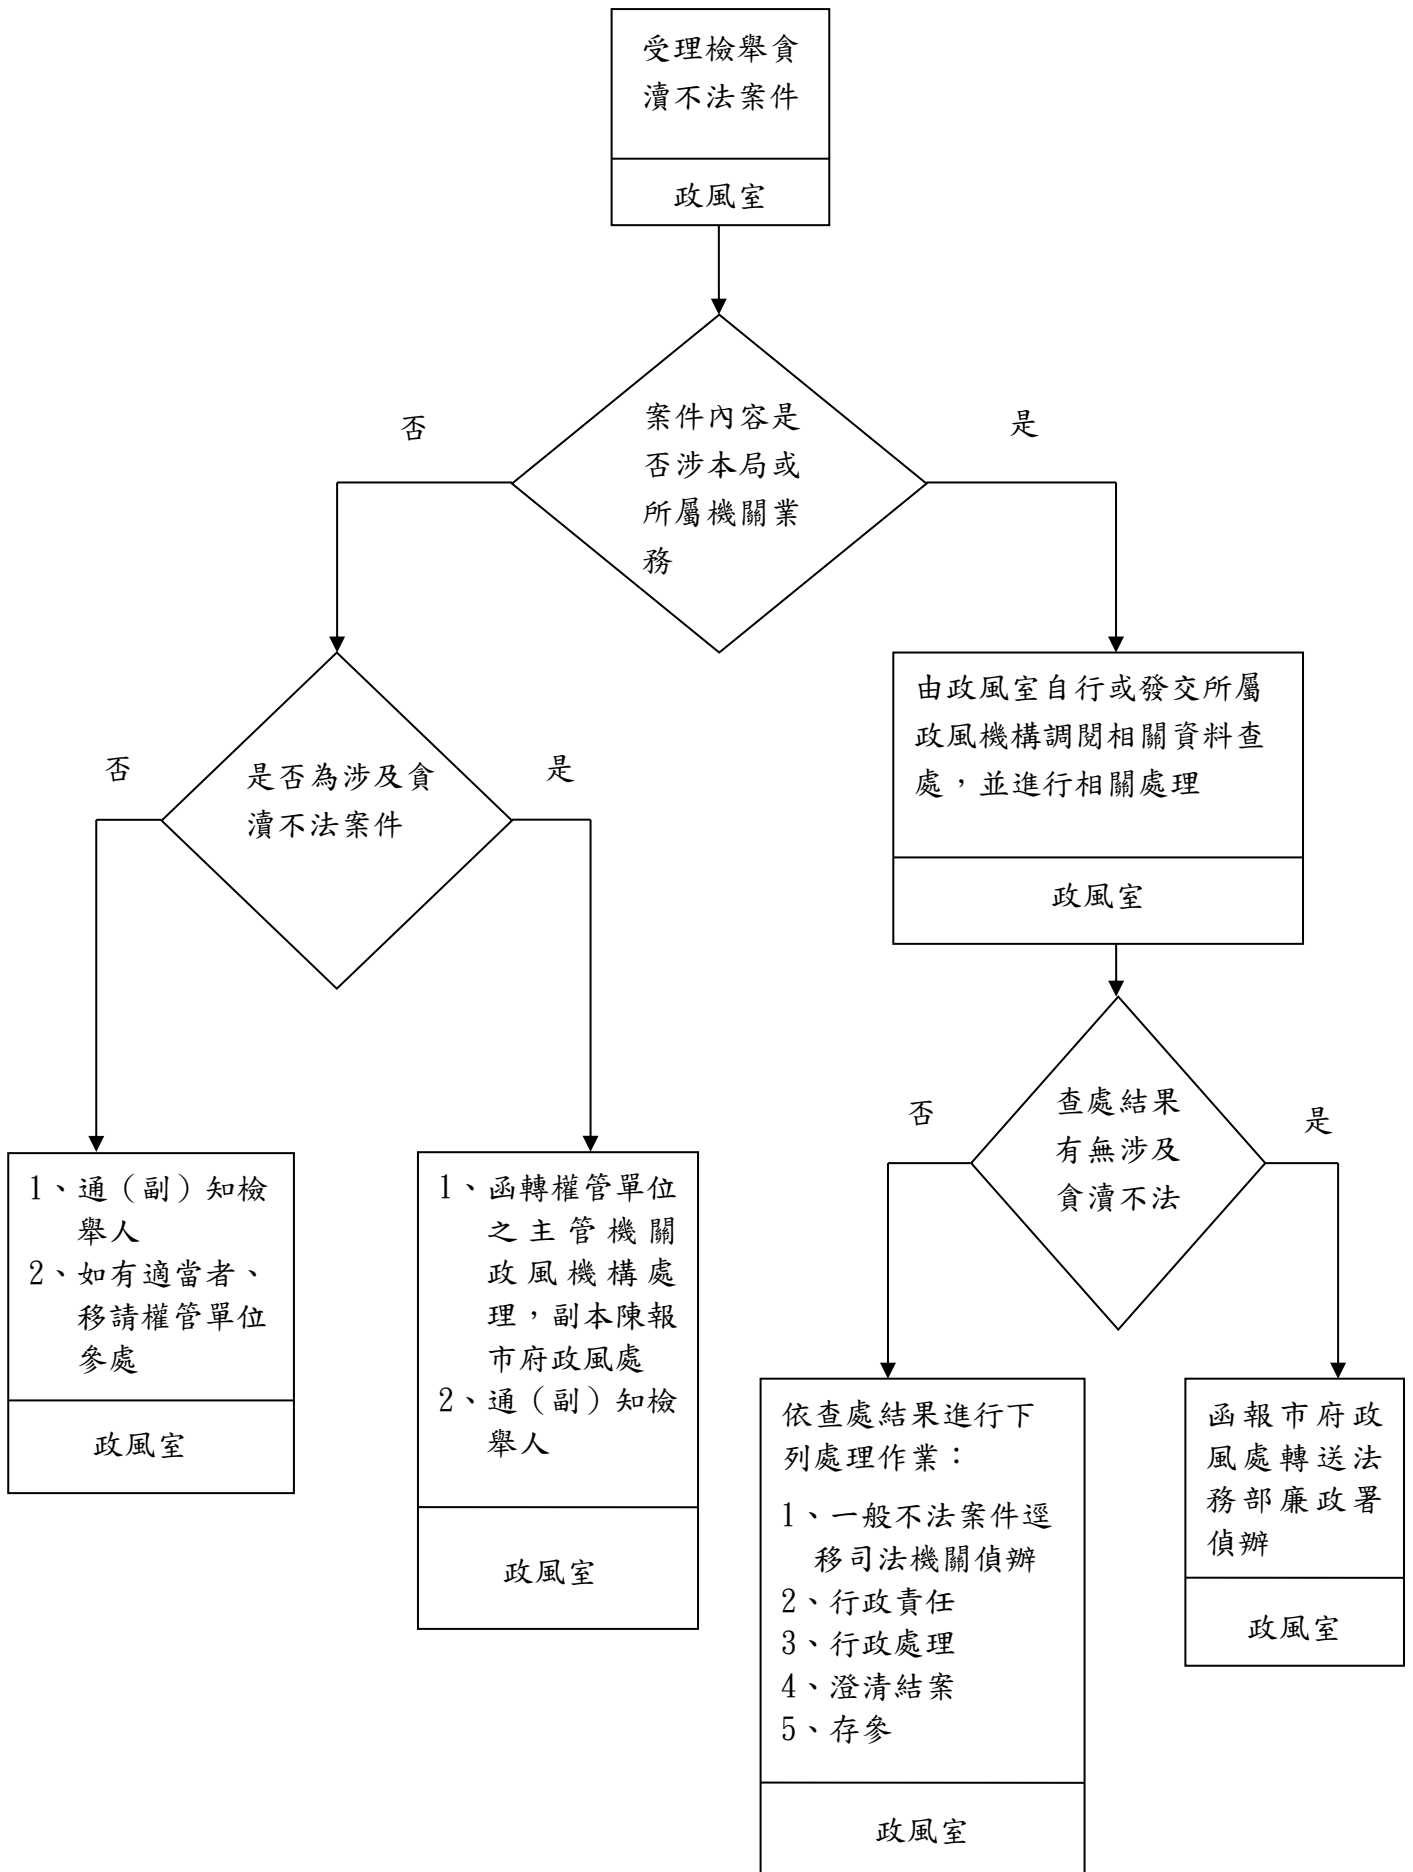 受理檢舉貪
瀆不法案件
政風室
案件內容是
否涉本局或
所屬機關業
務
否
是
是否為涉及貪
瀆不法案件
否
是
由政風室自行或發交所屬
政風機構調閱相關資料查
處，並進行相關處理
政風室
查處結果
有無涉及
貪瀆不法
否
是
1、通（副）知檢
舉人
2、如有適當者、
移請權管單位
參處
政風室
1、函轉權管單位
之主管機關
政風機構處
理，副本陳報
市府政風處
2、通（副）知檢
舉人
政風室
依查處結果進行下
列處理作業：
1、一般不法案件逕
移司法機關偵辦
2、行政責任
3、行政處理
4、澄清結案
5、存參
政風室
函報市府政
風處轉送法
務部廉政署
偵辦
政風室